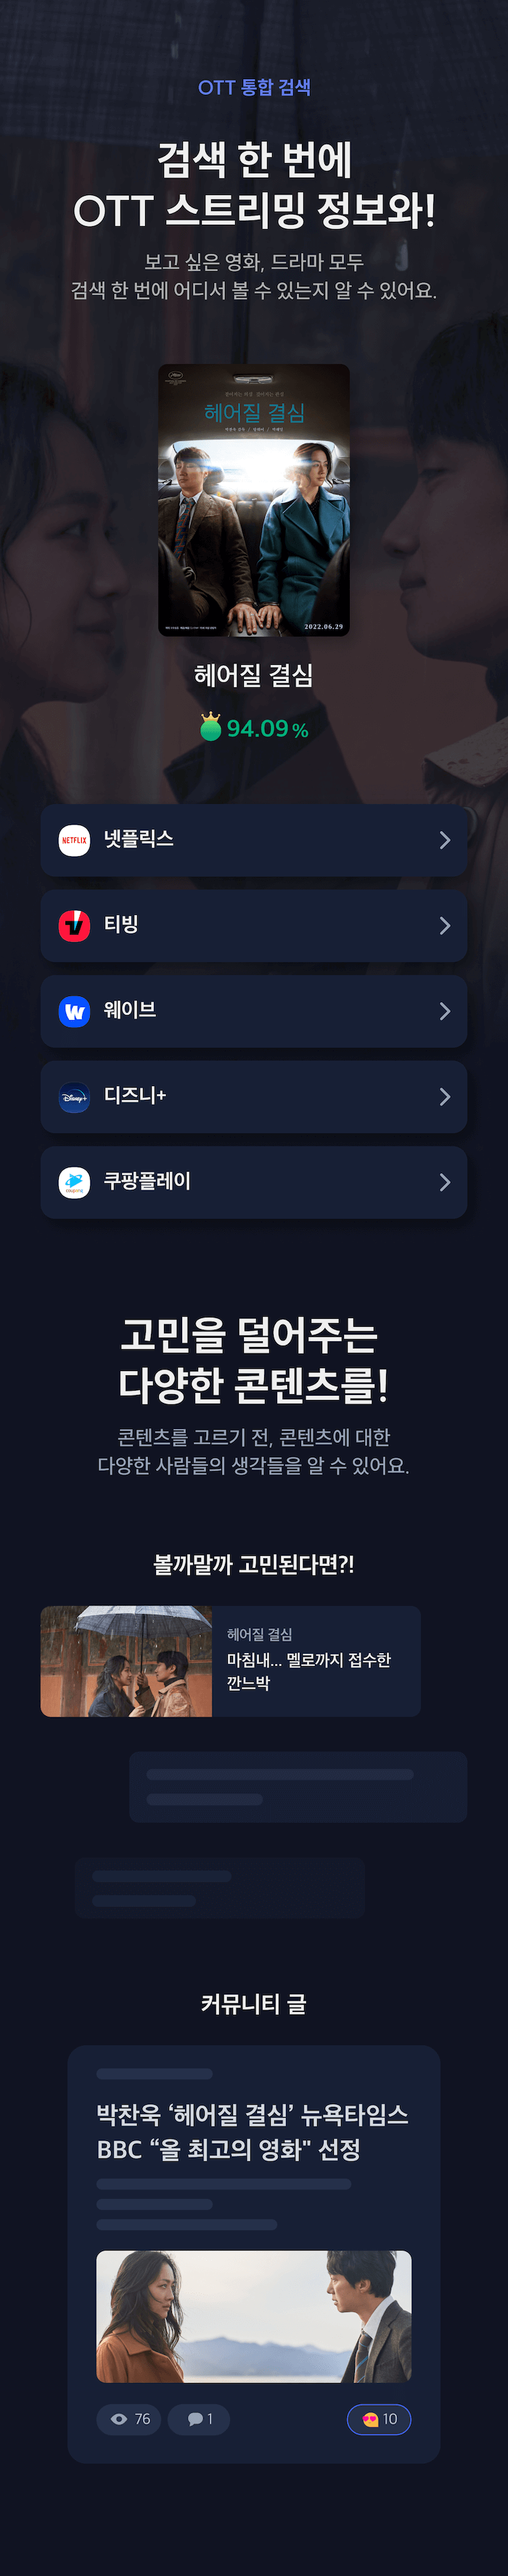 OTT 통합 검색
검색 한 번에
OTT 스트리밍 정보와!
보고 싶은 영화, 드라마 모두
검색 한 번에 어디서 볼 수 있는지 알 수 있어요.
헤어질 결심
2022.06.29
헤어질 결심
94.09%
NETFLIX 넷플릭스
티빙
W 웨이브
Disney+ 디즈니+
쿠팡플레이
고민을 덜어주는
다양한 콘텐츠를!
콘텐츠를 고르기 전, 콘텐츠에 대한
다양한 사람들의 생각들을 알 수 있어요.
볼까말까 고민된다면?!
헤어질 결심
마침내... 멜로까지 접수한
깐느박
커뮤니티 글
박찬욱 ‘헤어질 결심’ 뉴욕타임스
BBC “올 최고의 영화" 선정
76 1 10